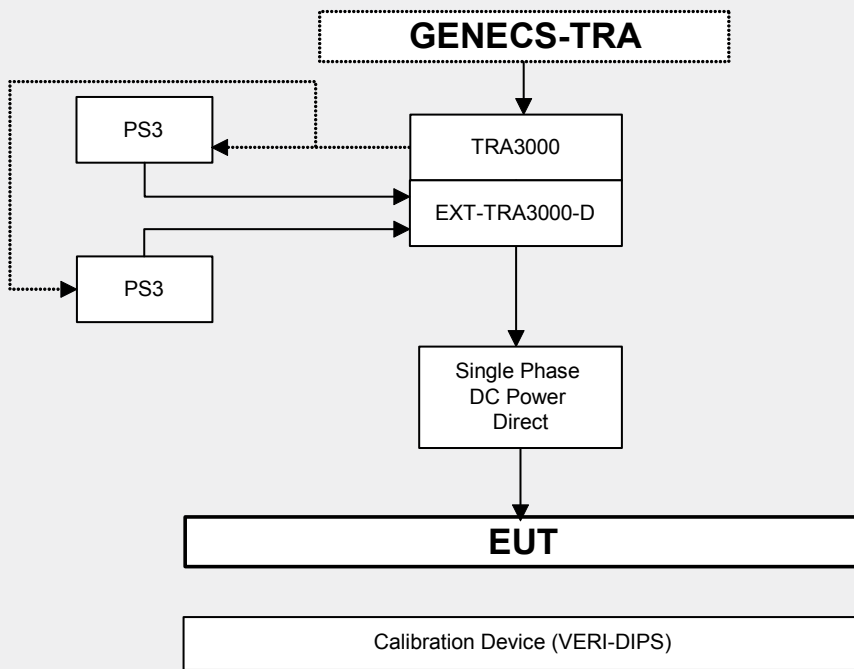 GENECS-TRA
PS3
TRA3000
EXT-TRA3000-D
PS3
Single Phase
DC Power
Direct
EUT
Calibration Device (VERI-DIPS)